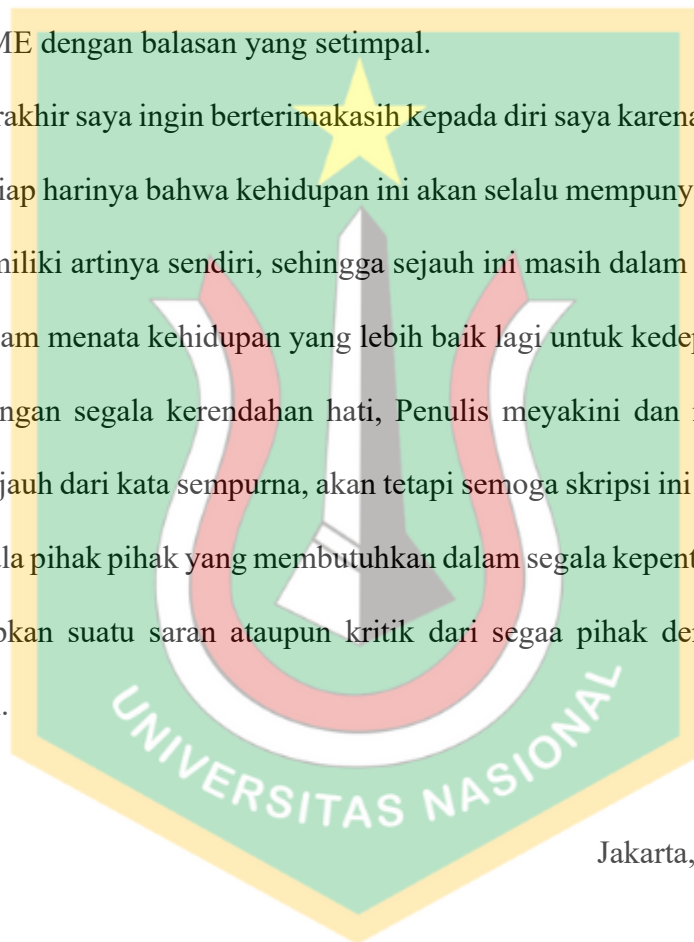 ME dengan balasan yang setimpal.
rakhir saya ingin berterimakasih kepada diri saya karena
iap harinya bahwa kehidupan ini akan selalu mempuny
miliki artinya sendiri, sehingga sejauh ini masih dalam
am menata kehidupan yang lebih baik lagi untuk kedep
ngan segala kerendahan hati, Penulis meyakini dan
jauh dari kata sempurna, akan tetapi semoga skripsi ini
la pihak pihak yang membutuhkan dalam segala kepent
pkan suatu saran ataupun kritik dari segaa pihak de
UNIVERSITAS NASIONAL
Jakarta,